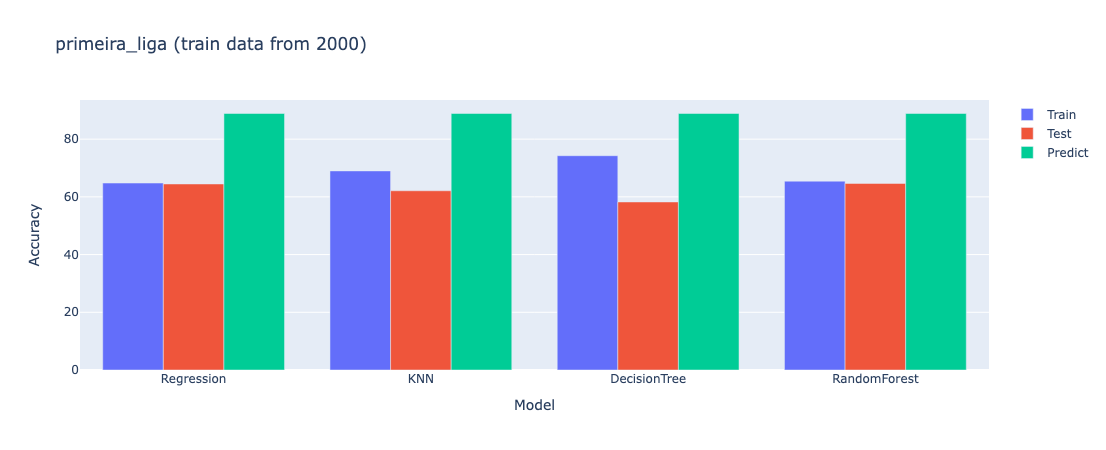 primeira_liga (train data from 2000)
Train
Test
Predict
80
60
40
20
0
Accuracy
Regression KNN DecisionTree RandomForest
Model